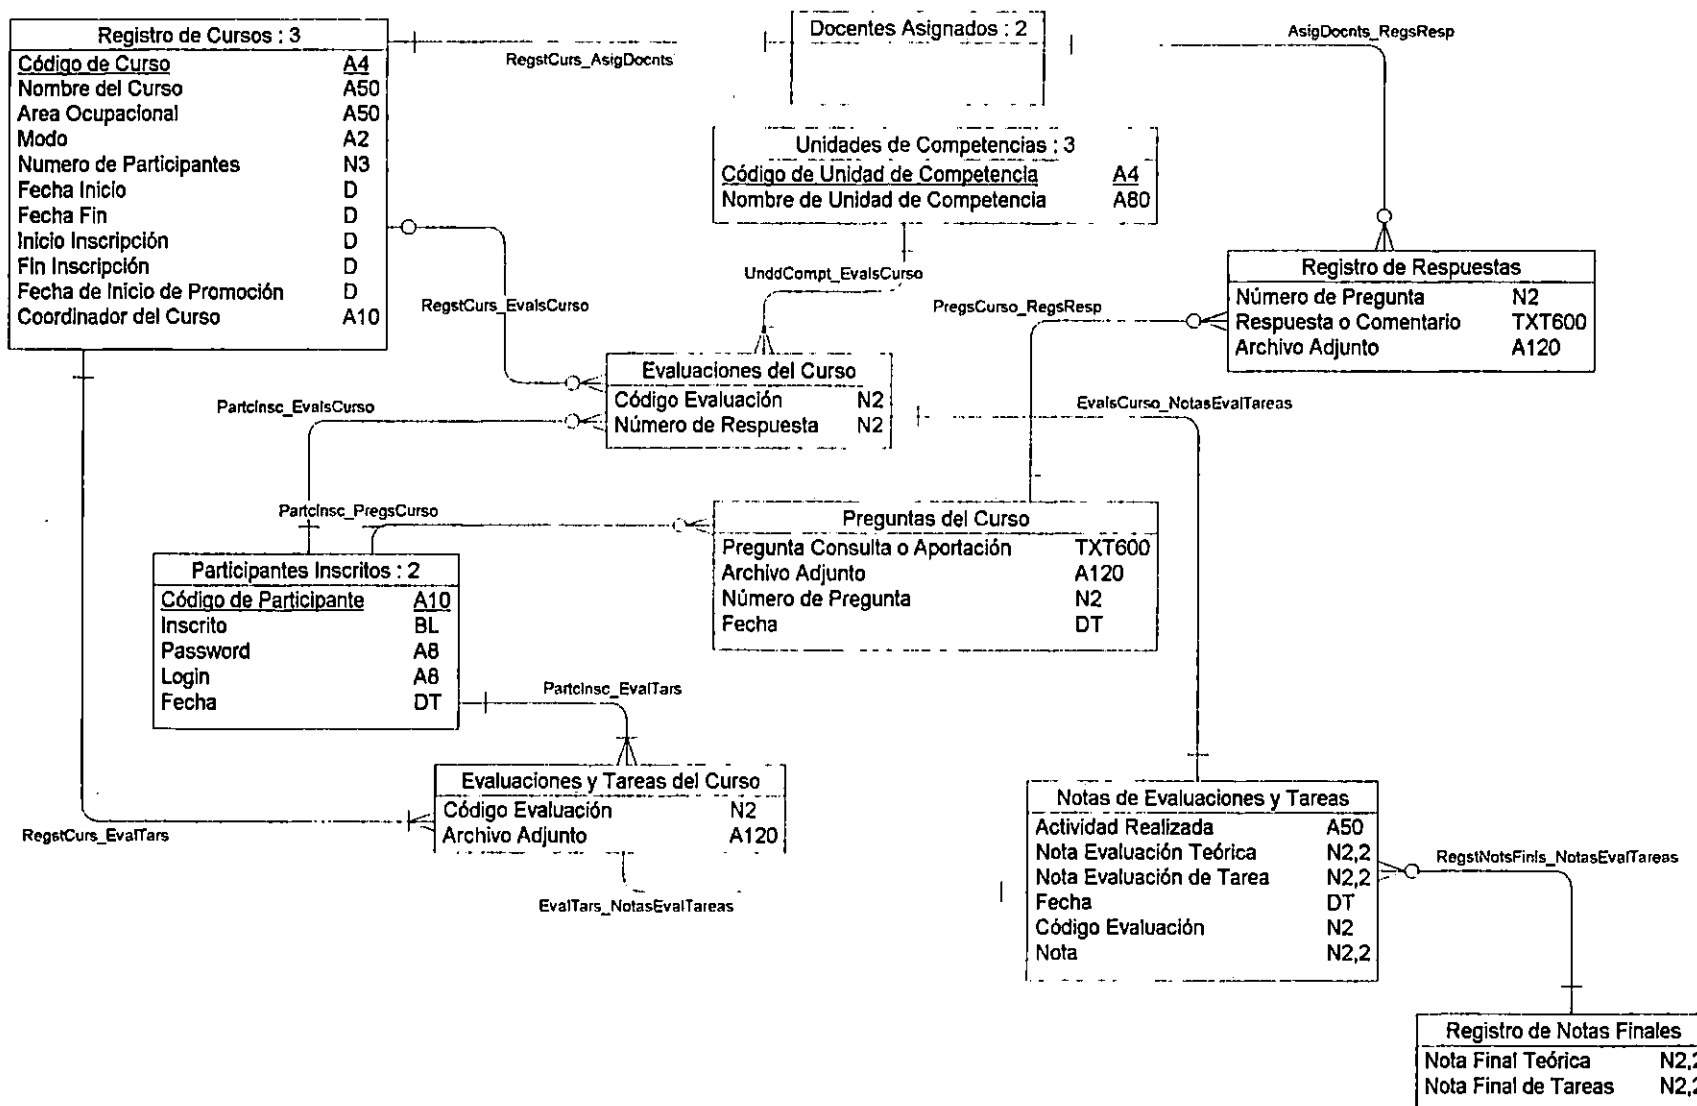 Registro de Cursos : 3
Código de Curso A4
Nombre del Curso A50
Area Ocupacional A50
Modo A2
Numero de Participantes N3
Fecha Inicio D
Fecha Fin D
Inicio Inscripción D
Fin Inscripción D
Fecha de Inicio de Promoción D
Coordinador del Curso A10
RegstCurs_AsigDocnts
Docentes Asignados : 2
AsigDocnts_RegsResp
Unidades de Competencias : 3
Código de Unidad de Competencia A4
Nombre de Unidad de Competencia A80
UnddCompt_EvalsCurso
RegstCurs_EvalsCurso
PregsCurso_RegsResp
Registro de Respuestas
Número de Pregunta N2
Respuesta o Comentario TXT600
Archivo Adjunto A120
Evaluaciones del Curso
Código Evaluación N2
Número de Respuesta N2
PartcInsc_EvalsCurso
EvalsCurso_NotasEvalTareas
PartcInsc_PregsCurso
Preguntas del Curso
Pregunta Consulta o Aportación TXT600
Archivo Adjunto A120
Número de Pregunta N2
Fecha DT
Participantes Inscritos : 2
Código de Participante A10
Inscrito BL
Password A8
Login A8
Fecha DT
PartcInsc_EvalTars
Evaluaciones y Tareas del Curso
Código Evaluación N2
Archivo Adjunto A120
RegstCurs_EvalTars
EvalTars_NotasEvalTareas
Notas de Evaluaciones y Tareas
Actividad Realizada A50
Nota Evaluación Teórica N2,2
Nota Evaluación de Tarea N2,2
Fecha DT
Código Evaluación N2
Nota N2,2
RegstNotsFinls_NotasEvalTareas
Registro de Notas Finales
Nota Final Teórica N2,2
Nota Final de Tareas N2,2